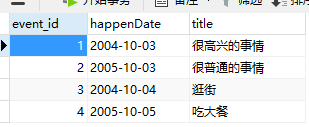 开始事务 备注 筛选
event_id happenDate title
1 2004-10-03 很高兴的事情
2 2005-10-03 很普通的事情
3 2004-10-04 逛街
4 2005-10-05 吃大餐